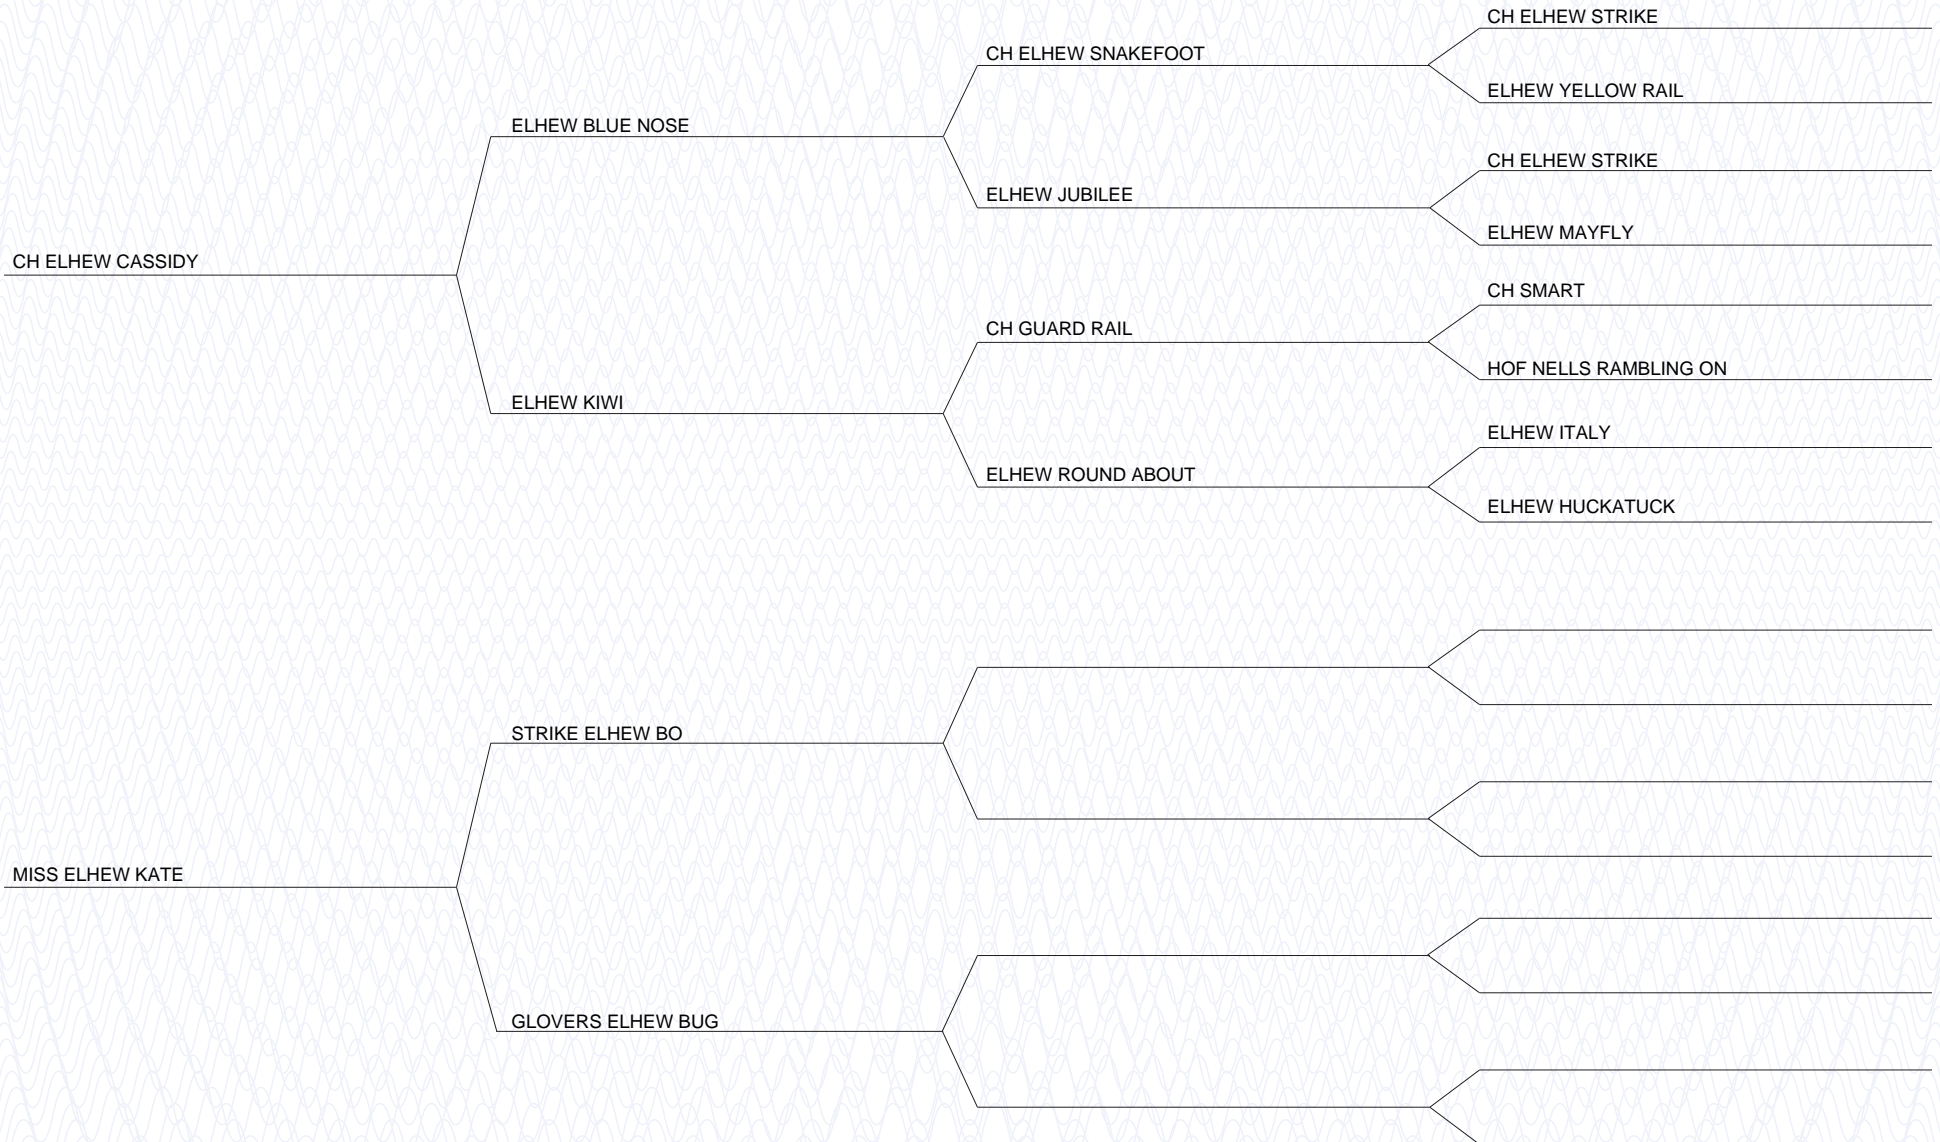 CH ELHEW STRIKE
CH ELHEW SNAKEFOOT
ELHEW YELLOW RAIL
ELHEW BLUE NOSE
CH ELHEW STRIKE
ELHEW JUBILEE
ELHEW MAYFLY
CH ELHEW CASSIDY
CH SMART
CH GUARD RAIL
HOF NELLS RAMBLING ON
ELHEW KIWI
ELHEW ITALY
ELHEW ROUND ABOUT
ELHEW HUCKATUCK
STRIKE ELHEW BO
MISS ELHEW KATE
GLOVERS ELHEW BUG